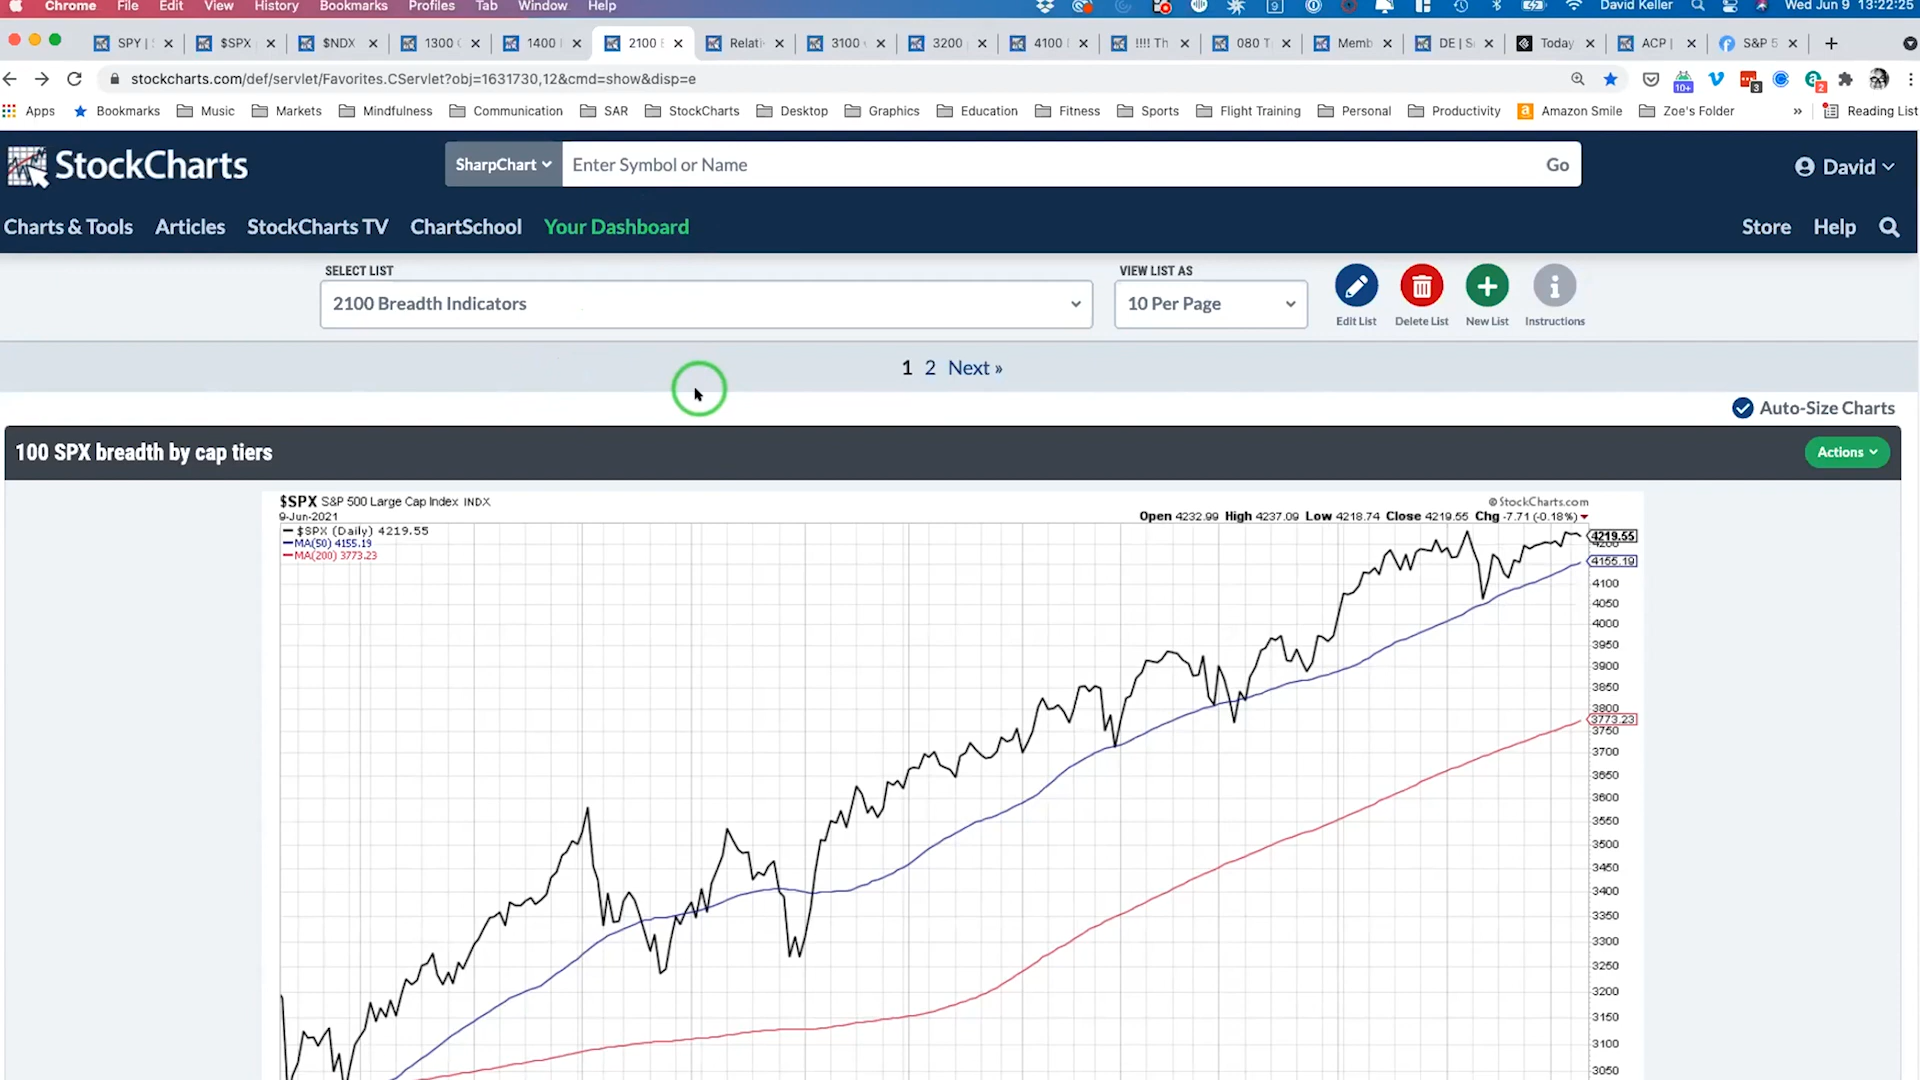 Chrome File Edit View History Bookmarks Profiles Tab Window Help David Keller Wed Jun 9 13:22:25
SPY | $SPX $NDX 1300 1400 2100 Relati 3100 3200 4100 !!!! Th 080 T Memb DE | S Today ACP | S&P 5
stockcharts.com/def/servlet/Favorites.CServlet?obj=1631730,12&cmd=show&disp=e
Apps Bookmarks Music Markets Mindfulness Communication SAR StockCharts Desktop Graphics Education Fitness Sports Flight Training Personal Productivity Amazon Smile Zoe's Folder » Reading List
StockCharts SharpChart Enter Symbol or Name Go David
Charts & Tools Articles StockCharts TV ChartSchool Your Dashboard Store Help
SELECT LIST VIEW LIST AS
2100 Breadth Indicators 10 Per Page
Edit List Delete List New List Instructions
1 2 Next »
Auto-Size Charts
100 SPX breadth by cap tiers Actions
$SPX S&P 500 Large Cap Index INDX ©StockCharts.com
9-Jun-2021 Open 4232.99 High 4237.09 Low 4218.74 Close 4219.55 Chg -7.71 (-0.18%)
$SPX (Daily) 4219.55
MA(50) 4155.19
MA(200) 3773.23
4219.55
4200
4155.19
4100
4050
4000
3950
3900
3850
3800
3773.23
3750
3700
3650
3600
3550
3500
3450
3400
3350
3300
3250
3200
3150
3100
3050